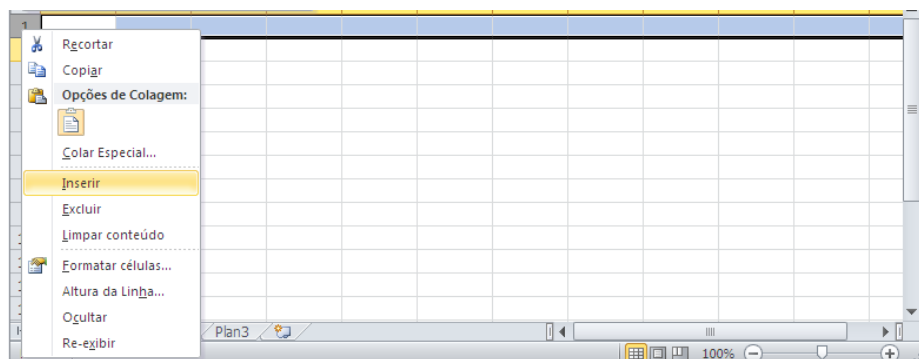 1
Recortar
Copiar
Opções de Colagem:
Colar Especial...
Inserir
Excluir
Limpar conteúdo
Formatar células...
Altura da Linha...
Ocultar
Re-exibir
Plan3
100%